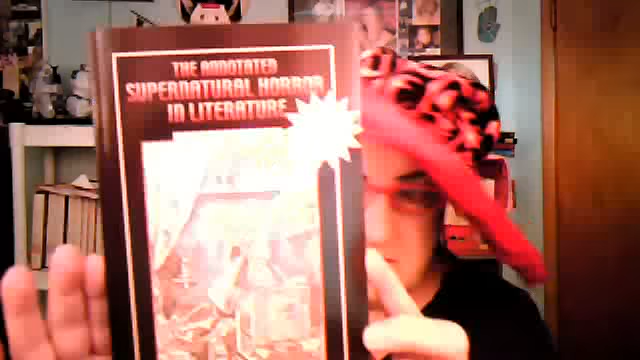 THE ANNOTATED
SUPERNATURAL HORROR
IN LITERATURE